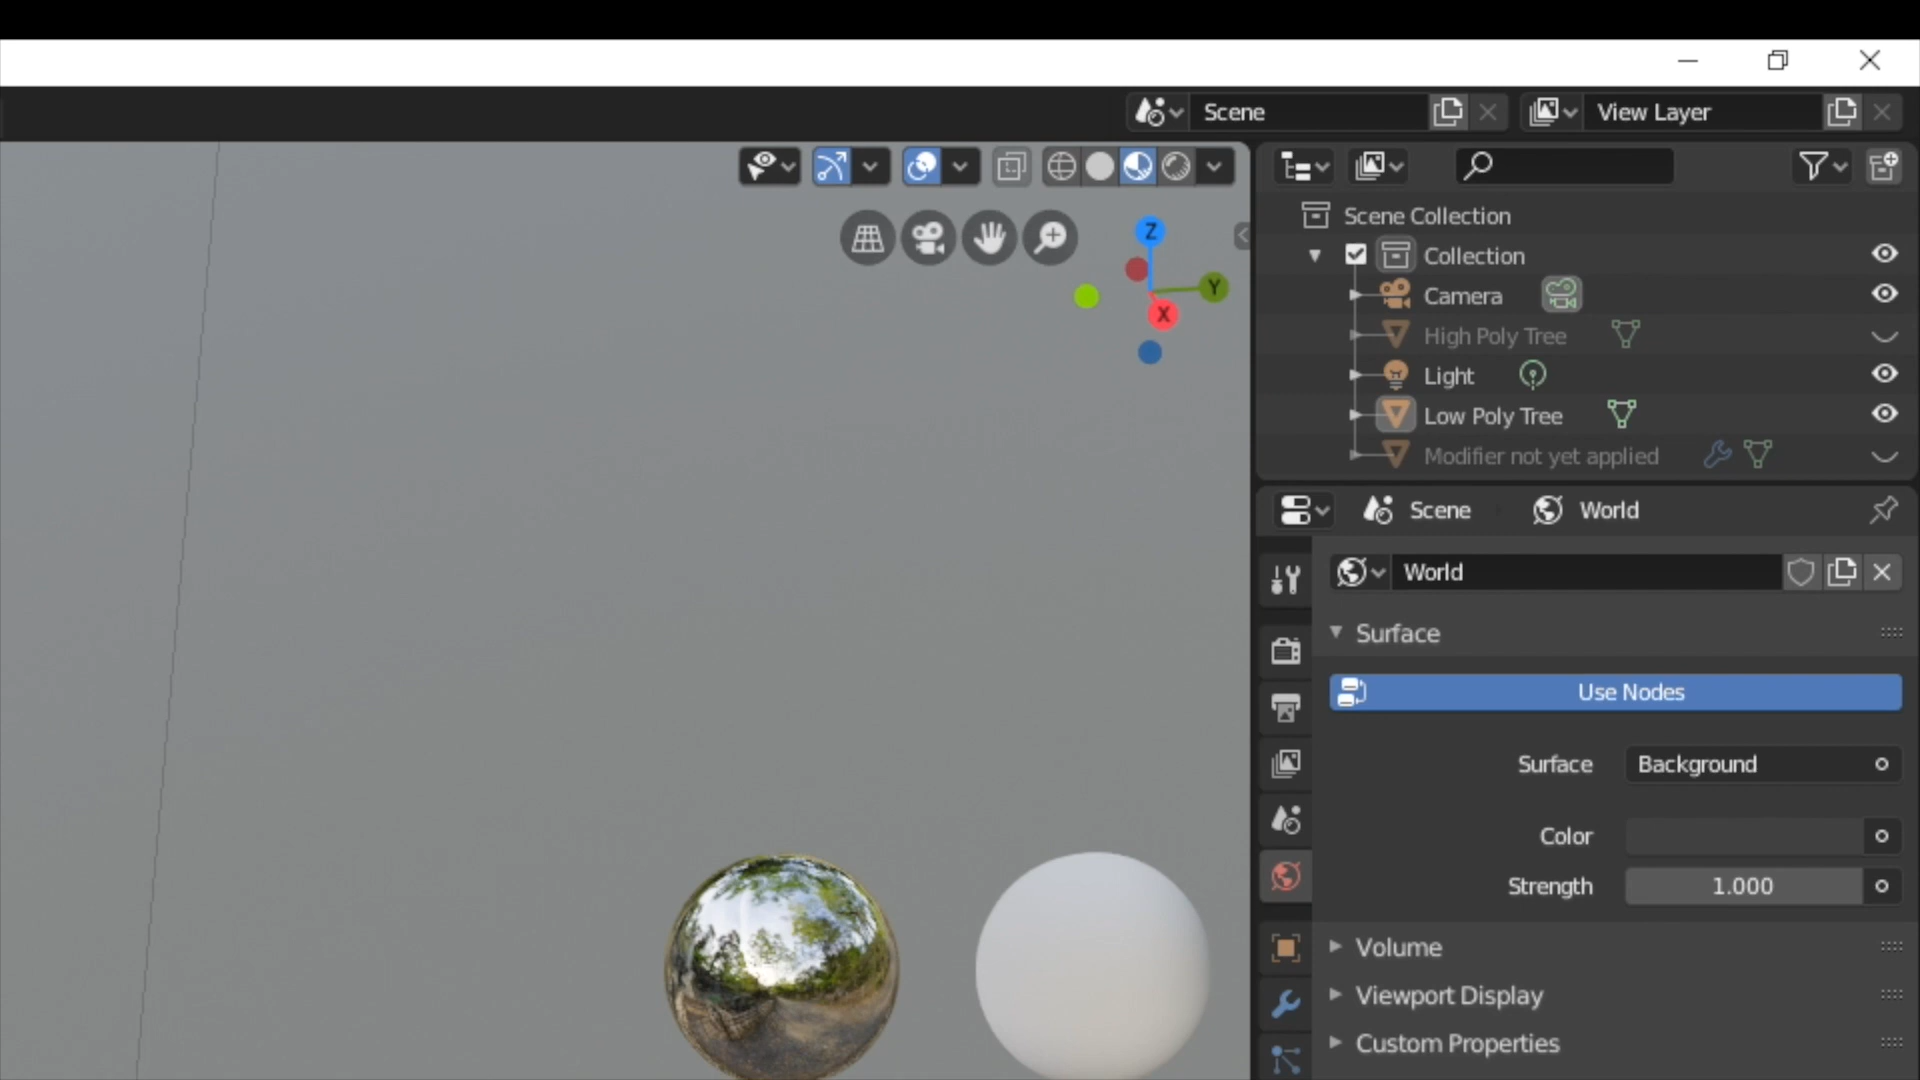 Scene
View Layer
Z
Y
X
Scene Collection
Collection
Camera
High Poly Tree
Light
Low Poly Tree
Modifier not yet applied
Scene
World
World
Surface
Use Nodes
Surface
Background
Color
Strength
1.000
Volume
Viewport Display
Custom Properties